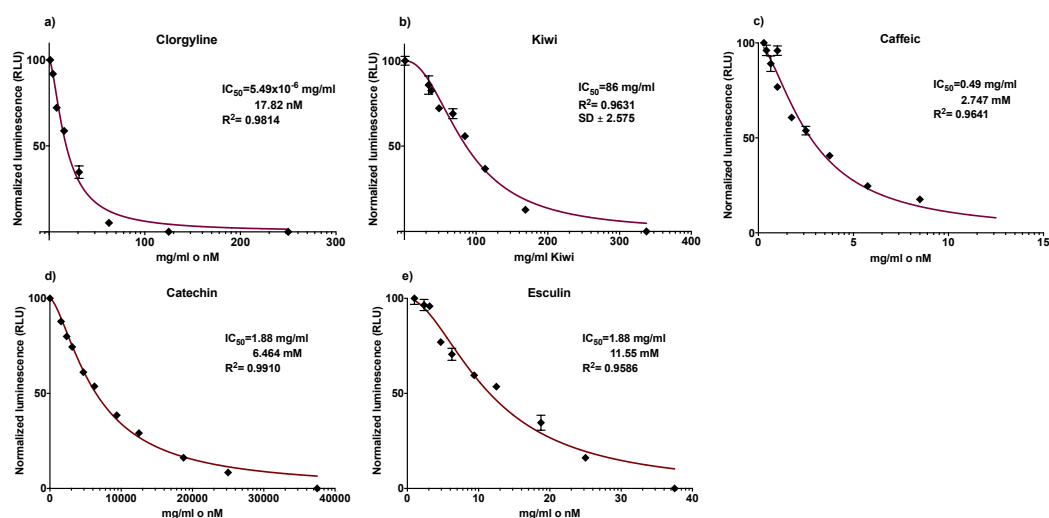 a)
Clorgyline
Normalized luminescence (RLU)
100
50
0
0
100
200
300
mg/ml o nM
IC50=5.49x10-6 mg/ml
17.82 nM
R2= 0.9814
b)
Kiwi
Normalized luminescence (RLU)
100
50
0
100
200
300
400
mg/ml Kiwi
IC50=86 mg/ml
R2= 0.9631
SD ± 2.575
c)
Caffeic
Normalized luminescence (RLU)
100
50
0
0
5
10
15
mg/ml o nM
IC50=0.49 mg/ml
2.747 mM
R2= 0.9641
d)
Catechin
Normalized luminescence (RLU)
100
50
0
0
10000
20000
30000
40000
mg/ml o nM
IC50=1.88 mg/ml
6.464 mM
R2= 0.9910
e)
Esculin
Normalized luminescence (RLU)
100
50
0
0
10
20
30
40
mg/ml o nM
IC50=1.88 mg/ml
11.55 mM
R2= 0.9586